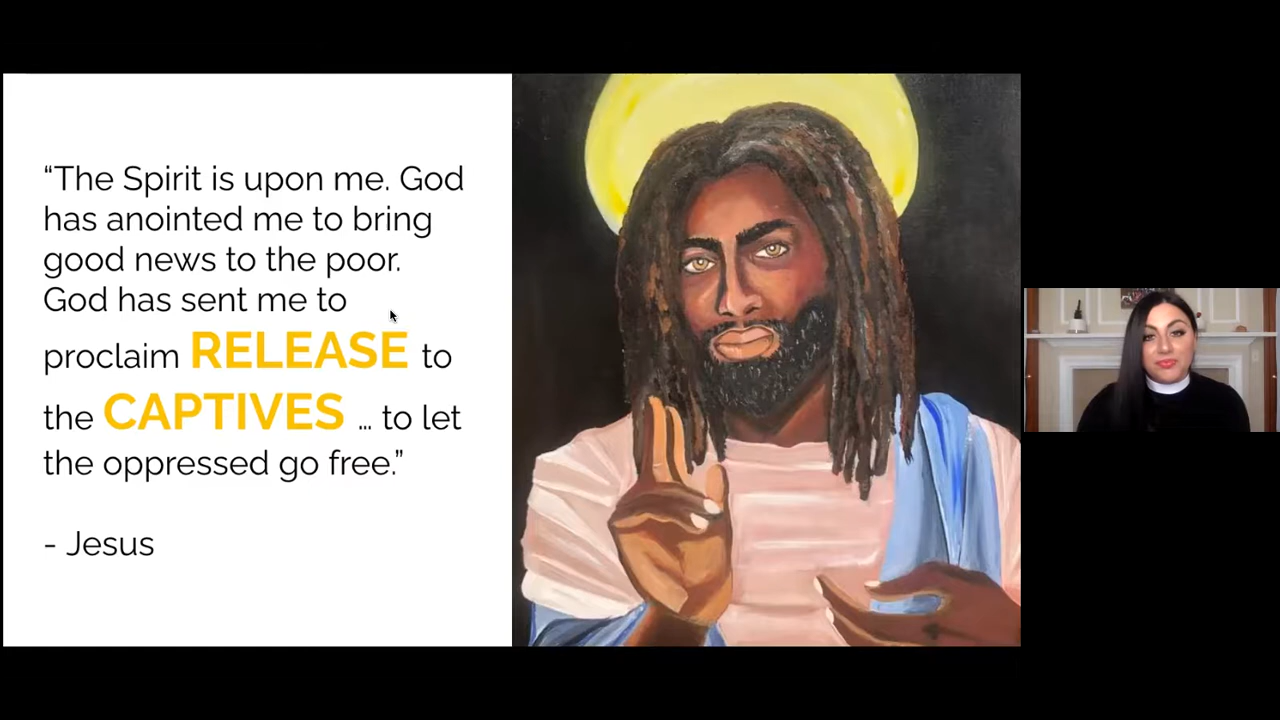 “The Spirit is upon me. God
has anointed me to bring
good news to the poor.
God has sent me to
proclaim RELEASE to
the CAPTIVES ... to let
the oppressed go free.”
- Jesus